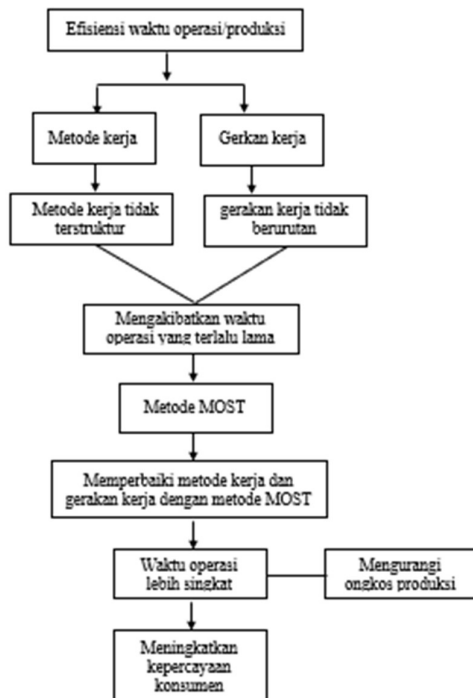 Efisiensi waktu operasi/produksi
Metode kerja
Gerkan kerja
Metode kerja tidak
terstruktur
gerakan kerja tidak
berurutan
Mengakibatkan waktu
operasi yang terlalu lama
Metode MOST
Memperbaiki metode kerja dan
gerakan kerja dengan metode MOST
Waktu operasi
lebih singkat
Mengurangi
ongkos produksi
Meningkatkan
kepercayaan
konsumen